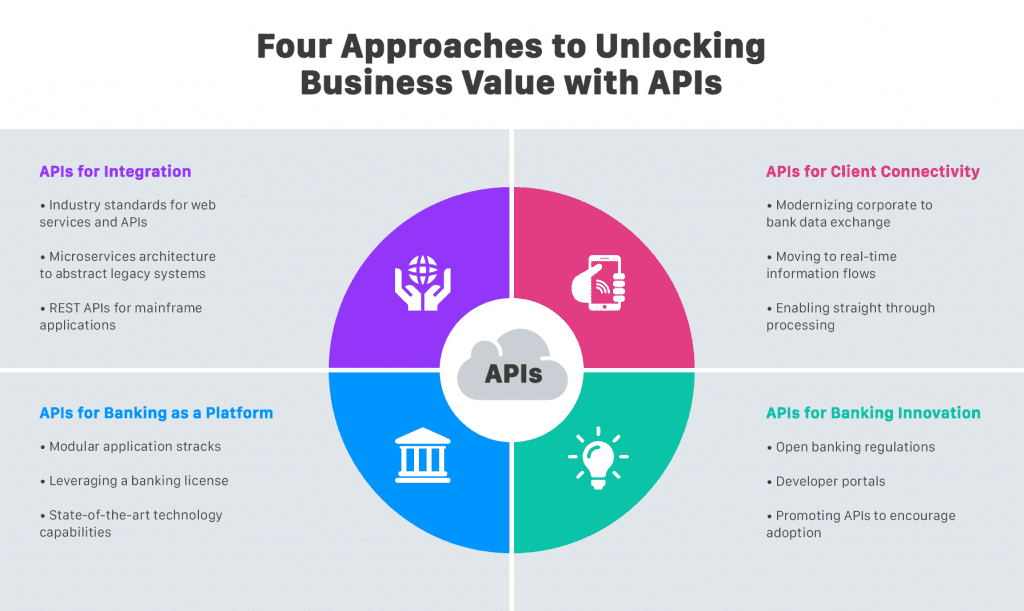 Four Approaches to Unlocking
Business Value with APIs
APIs for Integration
• Industry standards for web
services and APIs
• Microservices architecture
to abstract legacy systems
• REST APIs for mainframe
applications
APIs for Client Connectivity
• Modernizing corporate to
bank data exchange
• Moving to real-time
information flows
• Enabling straight through
processing
APIs
APIs for Banking as a Platform
• Modular application stracks
• Leveraging a banking license
• State-of-the-art technology
capabilities
APIs for Banking Innovation
• Open banking regulations
• Developer portals
• Promoting APIs to encourage
adoption